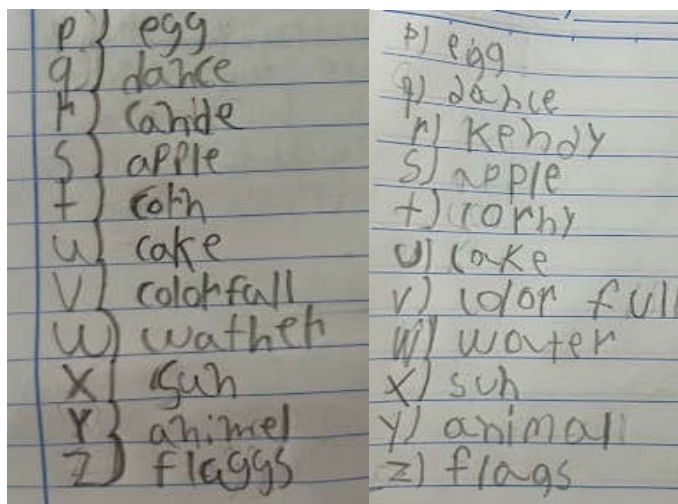 p) egg
q) dance
r) canide
s) apple
t) corn
u) cake
v) colorfall
w) wather
x) sun
y) animel
z) flaggs
p) egg
q) dance
r) kendy
s) apple
t) corny
u) cake
v) color full
w) water
x) sun
y) animal
z) flags